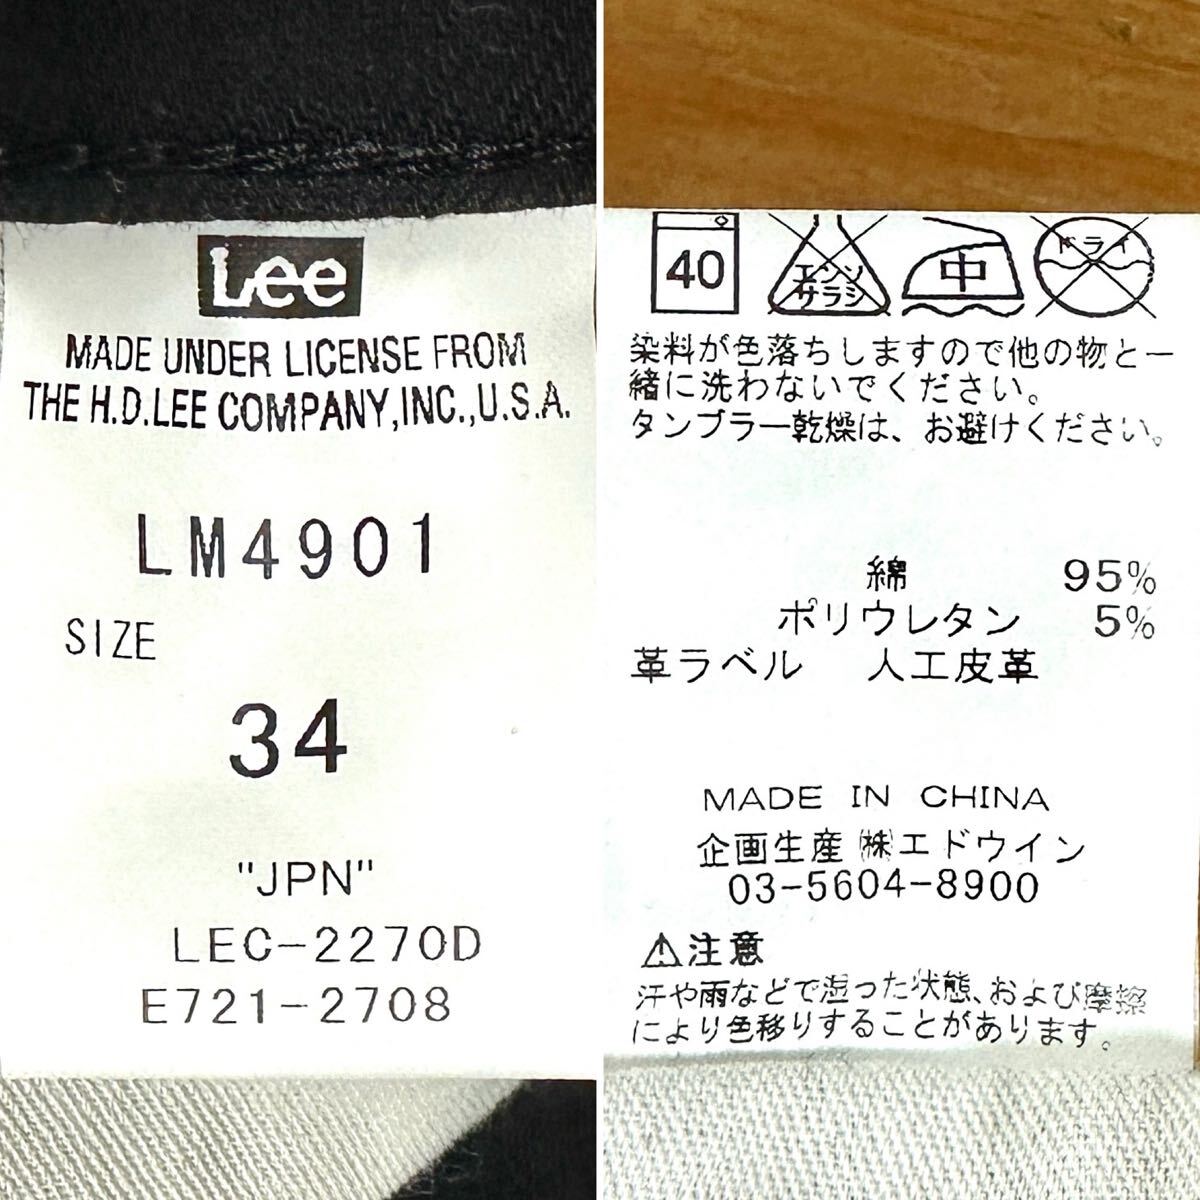 Lee
MADE UNDER LICENSE FROM
THE H.D.LEE COMPANY,INC.,U.S.A.
LM4901
SIZE
34
"JPN"
LEC-2270D
E721-2708
40
エンソ
サラシ
中
ドライ
染料が色落ちしますので他の物と一
緒に洗わないでください。
タンブラー乾燥は、お避けください。
綿 95%
ポリウレタン 5%
革ラベル 人工皮革
MADE IN CHINA
企画生産 ㈱エドウイン
03-5604-8900
⚠注意
汗や雨などで湿った状態、および摩擦
により色移りすることがあります。